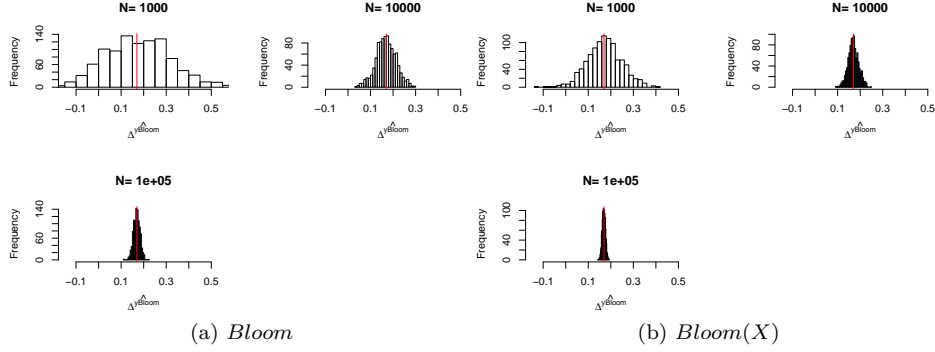 N= 1000
Frequency
0 60 140
−0.1 0.1 0.3 0.5
Δ^yBloom
N= 10000
Frequency
0 40 80
−0.1 0.1 0.3 0.5
Δ^yBloom
N= 1e+05
Frequency
0 60 140
−0.1 0.1 0.3 0.5
Δ^yBloom
(a) Bloom
N= 1000
Frequency
0 40 100
−0.1 0.1 0.3 0.5
Δ^yBloom
N= 10000
Frequency
0 40 80
−0.1 0.1 0.3 0.5
Δ^yBloom
N= 1e+05
Frequency
0 40 100
−0.1 0.1 0.3 0.5
Δ^yBloom
(b) Bloom(X)